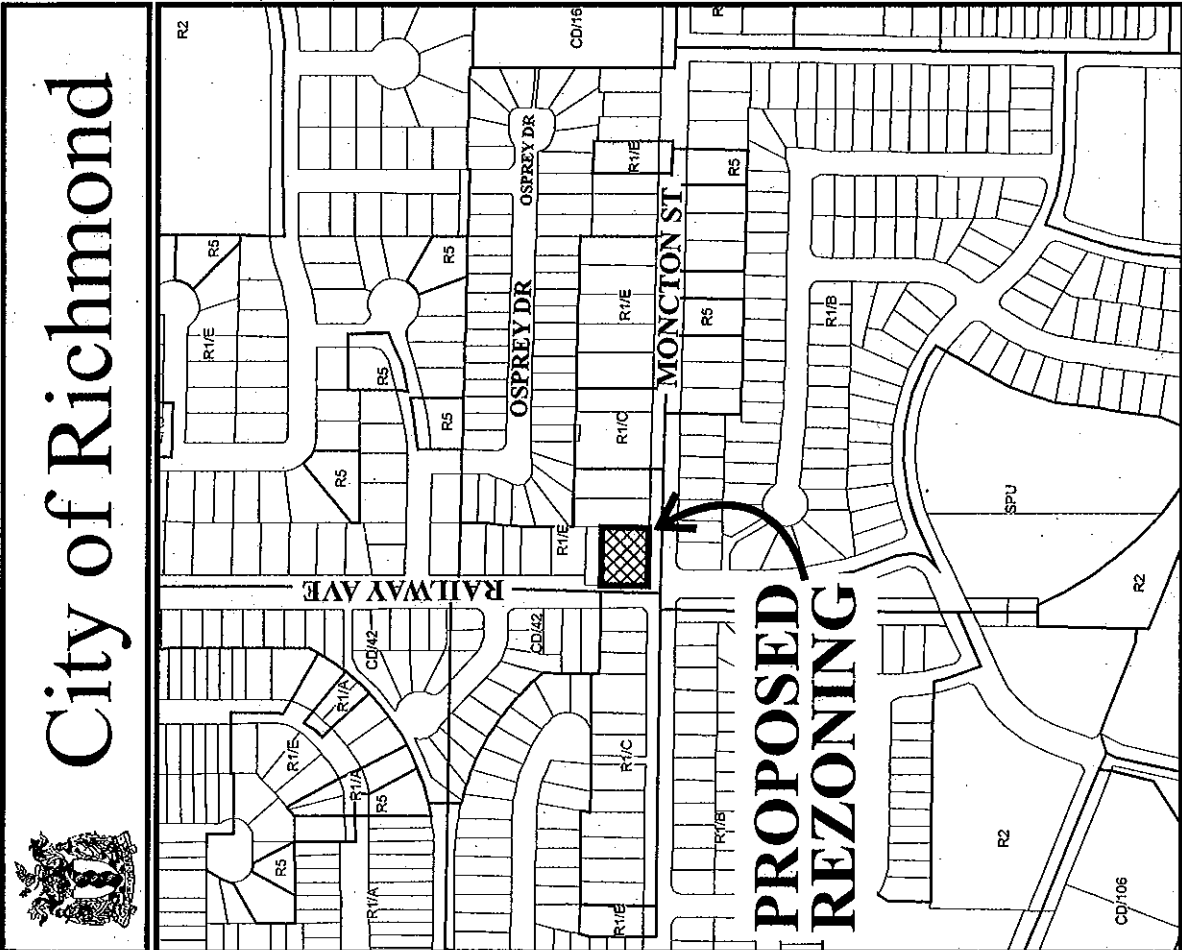 City of Richmond
R2
CD/16
R
R5
R1/E
R5
R5
R5
R5
OSPREY DR
OSPREY DR
R1/E
R5
MONCTON ST
R1/E
R5
R1/C
R1/B
R1/E
SPU
R2
RAILWAY AVE
CD/42
CD/42
R1/A
R1/E
R1/A
R5
R5
R1/A
R1/C
R1/B
R1/E
R2
CD/106
PROPOSED
REZONING